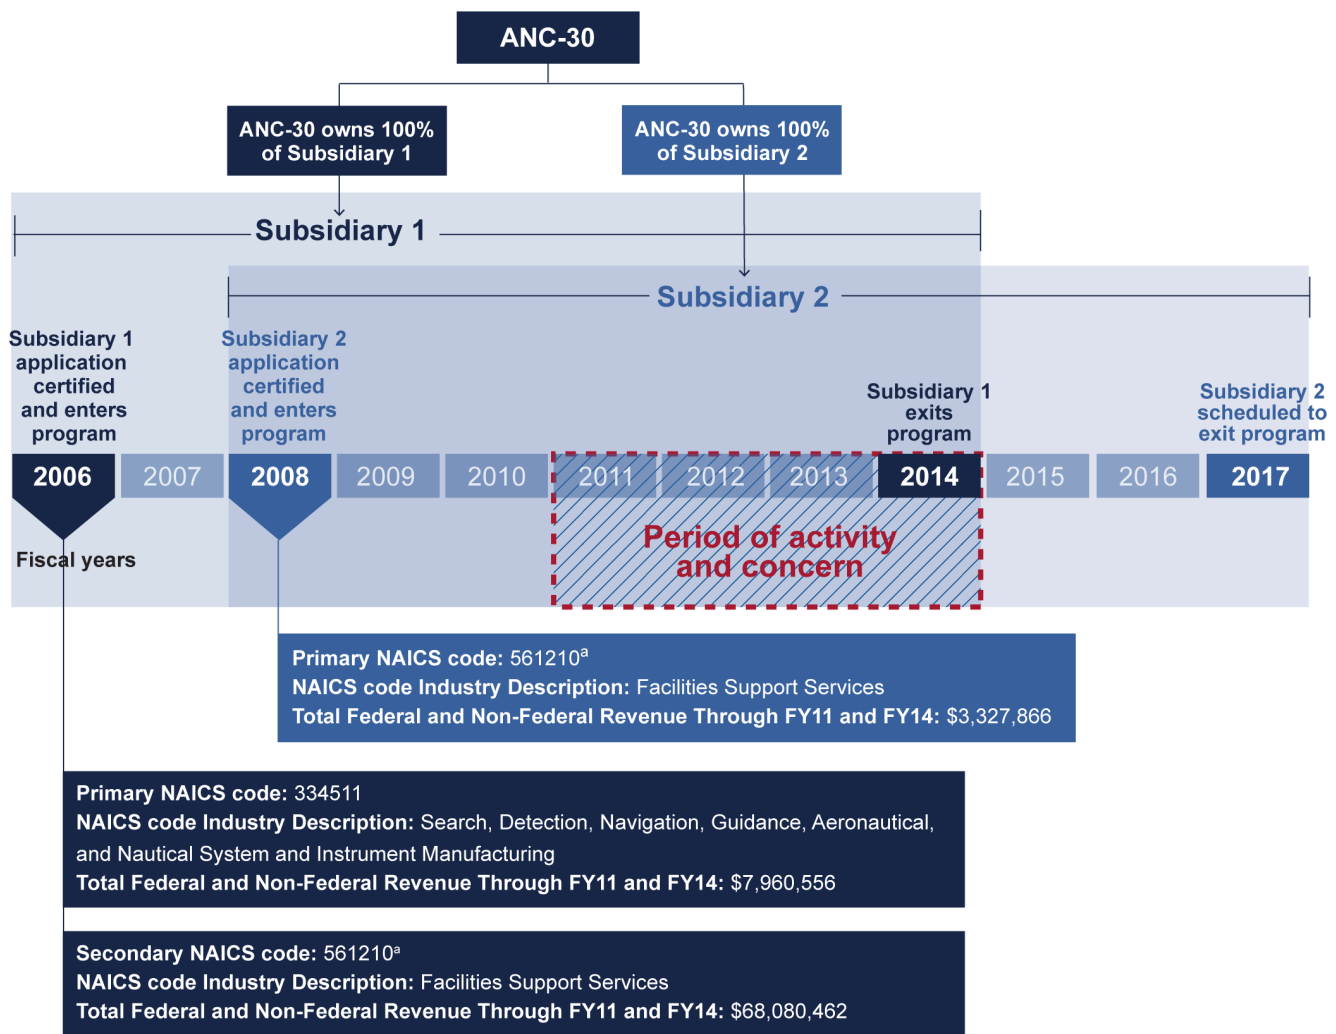 ANC-30
ANC-30 owns 100%
of Subsidiary 1
ANC-30 owns 100%
of Subsidiary 2
Subsidiary 1
Subsidiary 2
Subsidiary 1
application
certified
and enters
program
Subsidiary 2
application
certified
and enters
program
Subsidiary 1
exits
program
Subsidiary 2
scheduled to
exit program
2006 2007 2008 2009 2010 2011 2012 2013 2014 2015 2016 2017
Fiscal years
Period of activity
and concern
Primary NAICS code: 561210ᵃ
NAICS code Industry Description: Facilities Support Services
Total Federal and Non-Federal Revenue Through FY11 and FY14: $3,327,866
Primary NAICS code: 334511
NAICS code Industry Description: Search, Detection, Navigation, Guidance, Aeronautical,
and Nautical System and Instrument Manufacturing
Total Federal and Non-Federal Revenue Through FY11 and FY14: $7,960,556
Secondary NAICS code: 561210ᵃ
NAICS code Industry Description: Facilities Support Services
Total Federal and Non-Federal Revenue Through FY11 and FY14: $68,080,462